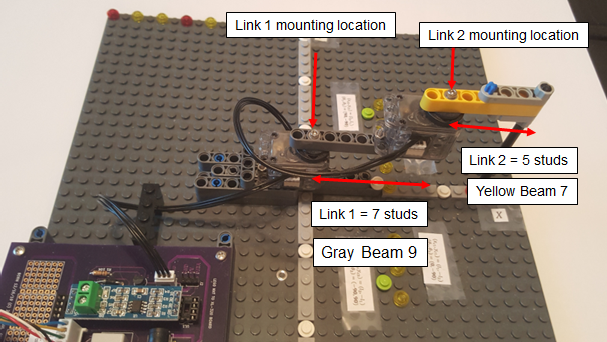 Link 1 mounting location
Link 2 mounting location
Link 2 = 5 studs
Yellow Beam 7
Link 1 = 7 studs
Gray Beam 9
X